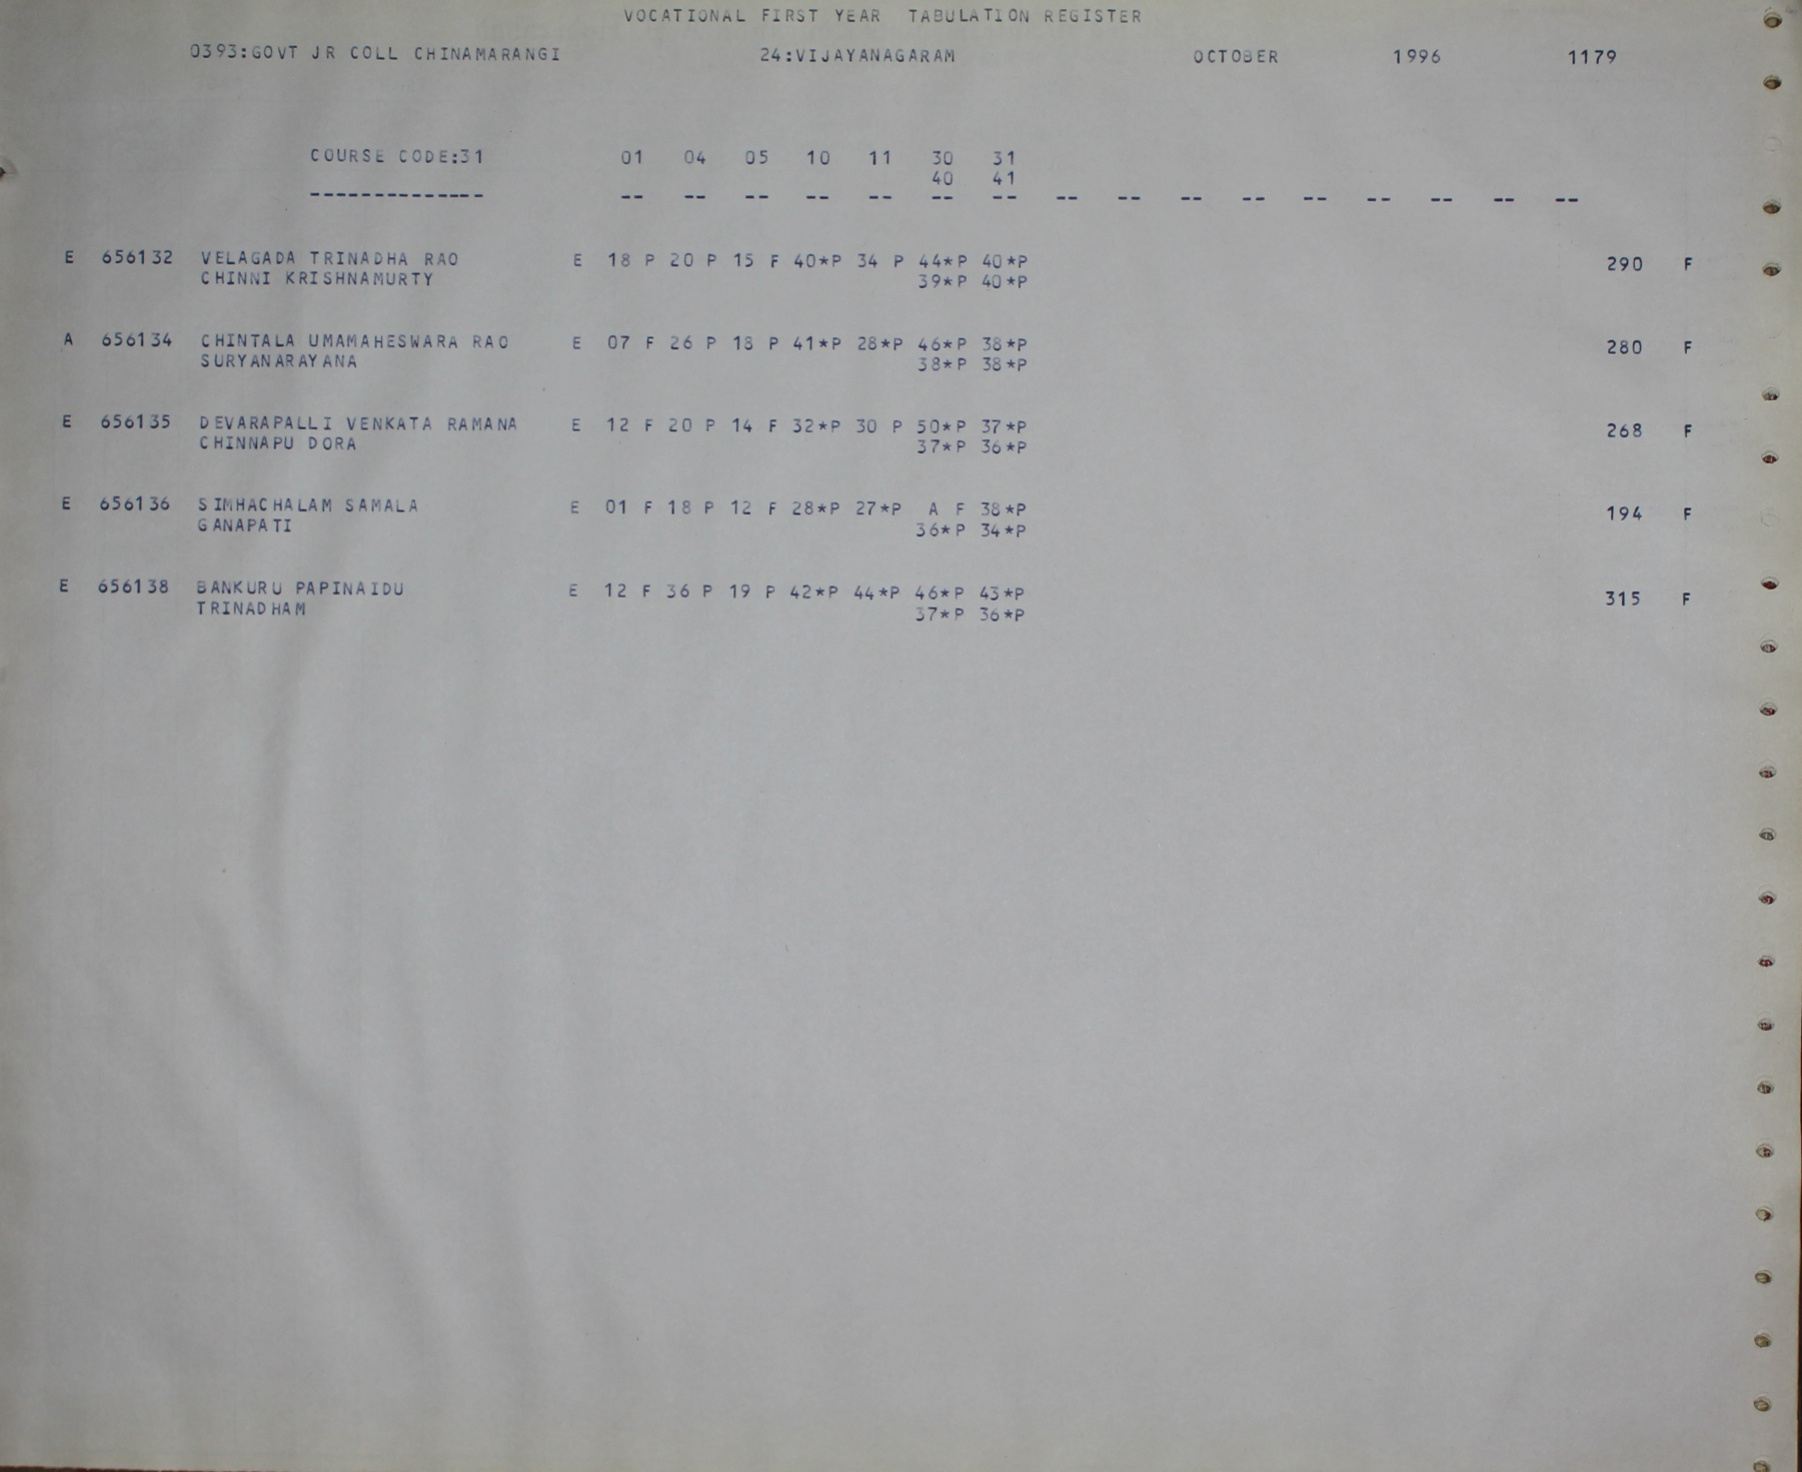 VOCATIONAL FIRST YEAR TABULATION REGISTER
0393:GOVT JR COLL CHINAMARANGI 24:VIJAYANAGARAM OCTOBER 1996 1179
COURSE CODE:31 01 04 05 10 11 30 31
40 41
-------------- -- -- -- -- -- -- -- -- -- -- -- -- -- -- -- --
E 656132 VELAGADA TRINADHA RAO E 18 P 20 P 15 F 40*P 34 P 44*P 40*P 290 F
CHINNI KRISHNAMURTY 39*P 40*P
A 656134 CHINTALA UMAMAHESWARA RAO E 07 F 26 P 18 P 41*P 28*P 46*P 38*P 280 F
SURYANARAYANA 38*P 38*P
E 656135 DEVARAPALLI VENKATA RAMANA E 12 F 20 P 14 F 32*P 30 P 50*P 37*P 268 F
CHINNAPU DORA 37*P 36*P
E 656136 SIMHACHALAM SAMALA E 01 F 18 P 12 F 28*P 27*P A F 38*P 194 F
GANAPATI 36*P 34*P
E 656138 BANKURU PAPINAIDU E 12 F 36 P 19 P 42*P 44*P 46*P 43*P 315 F
TRINADHAM 37*P 36*P